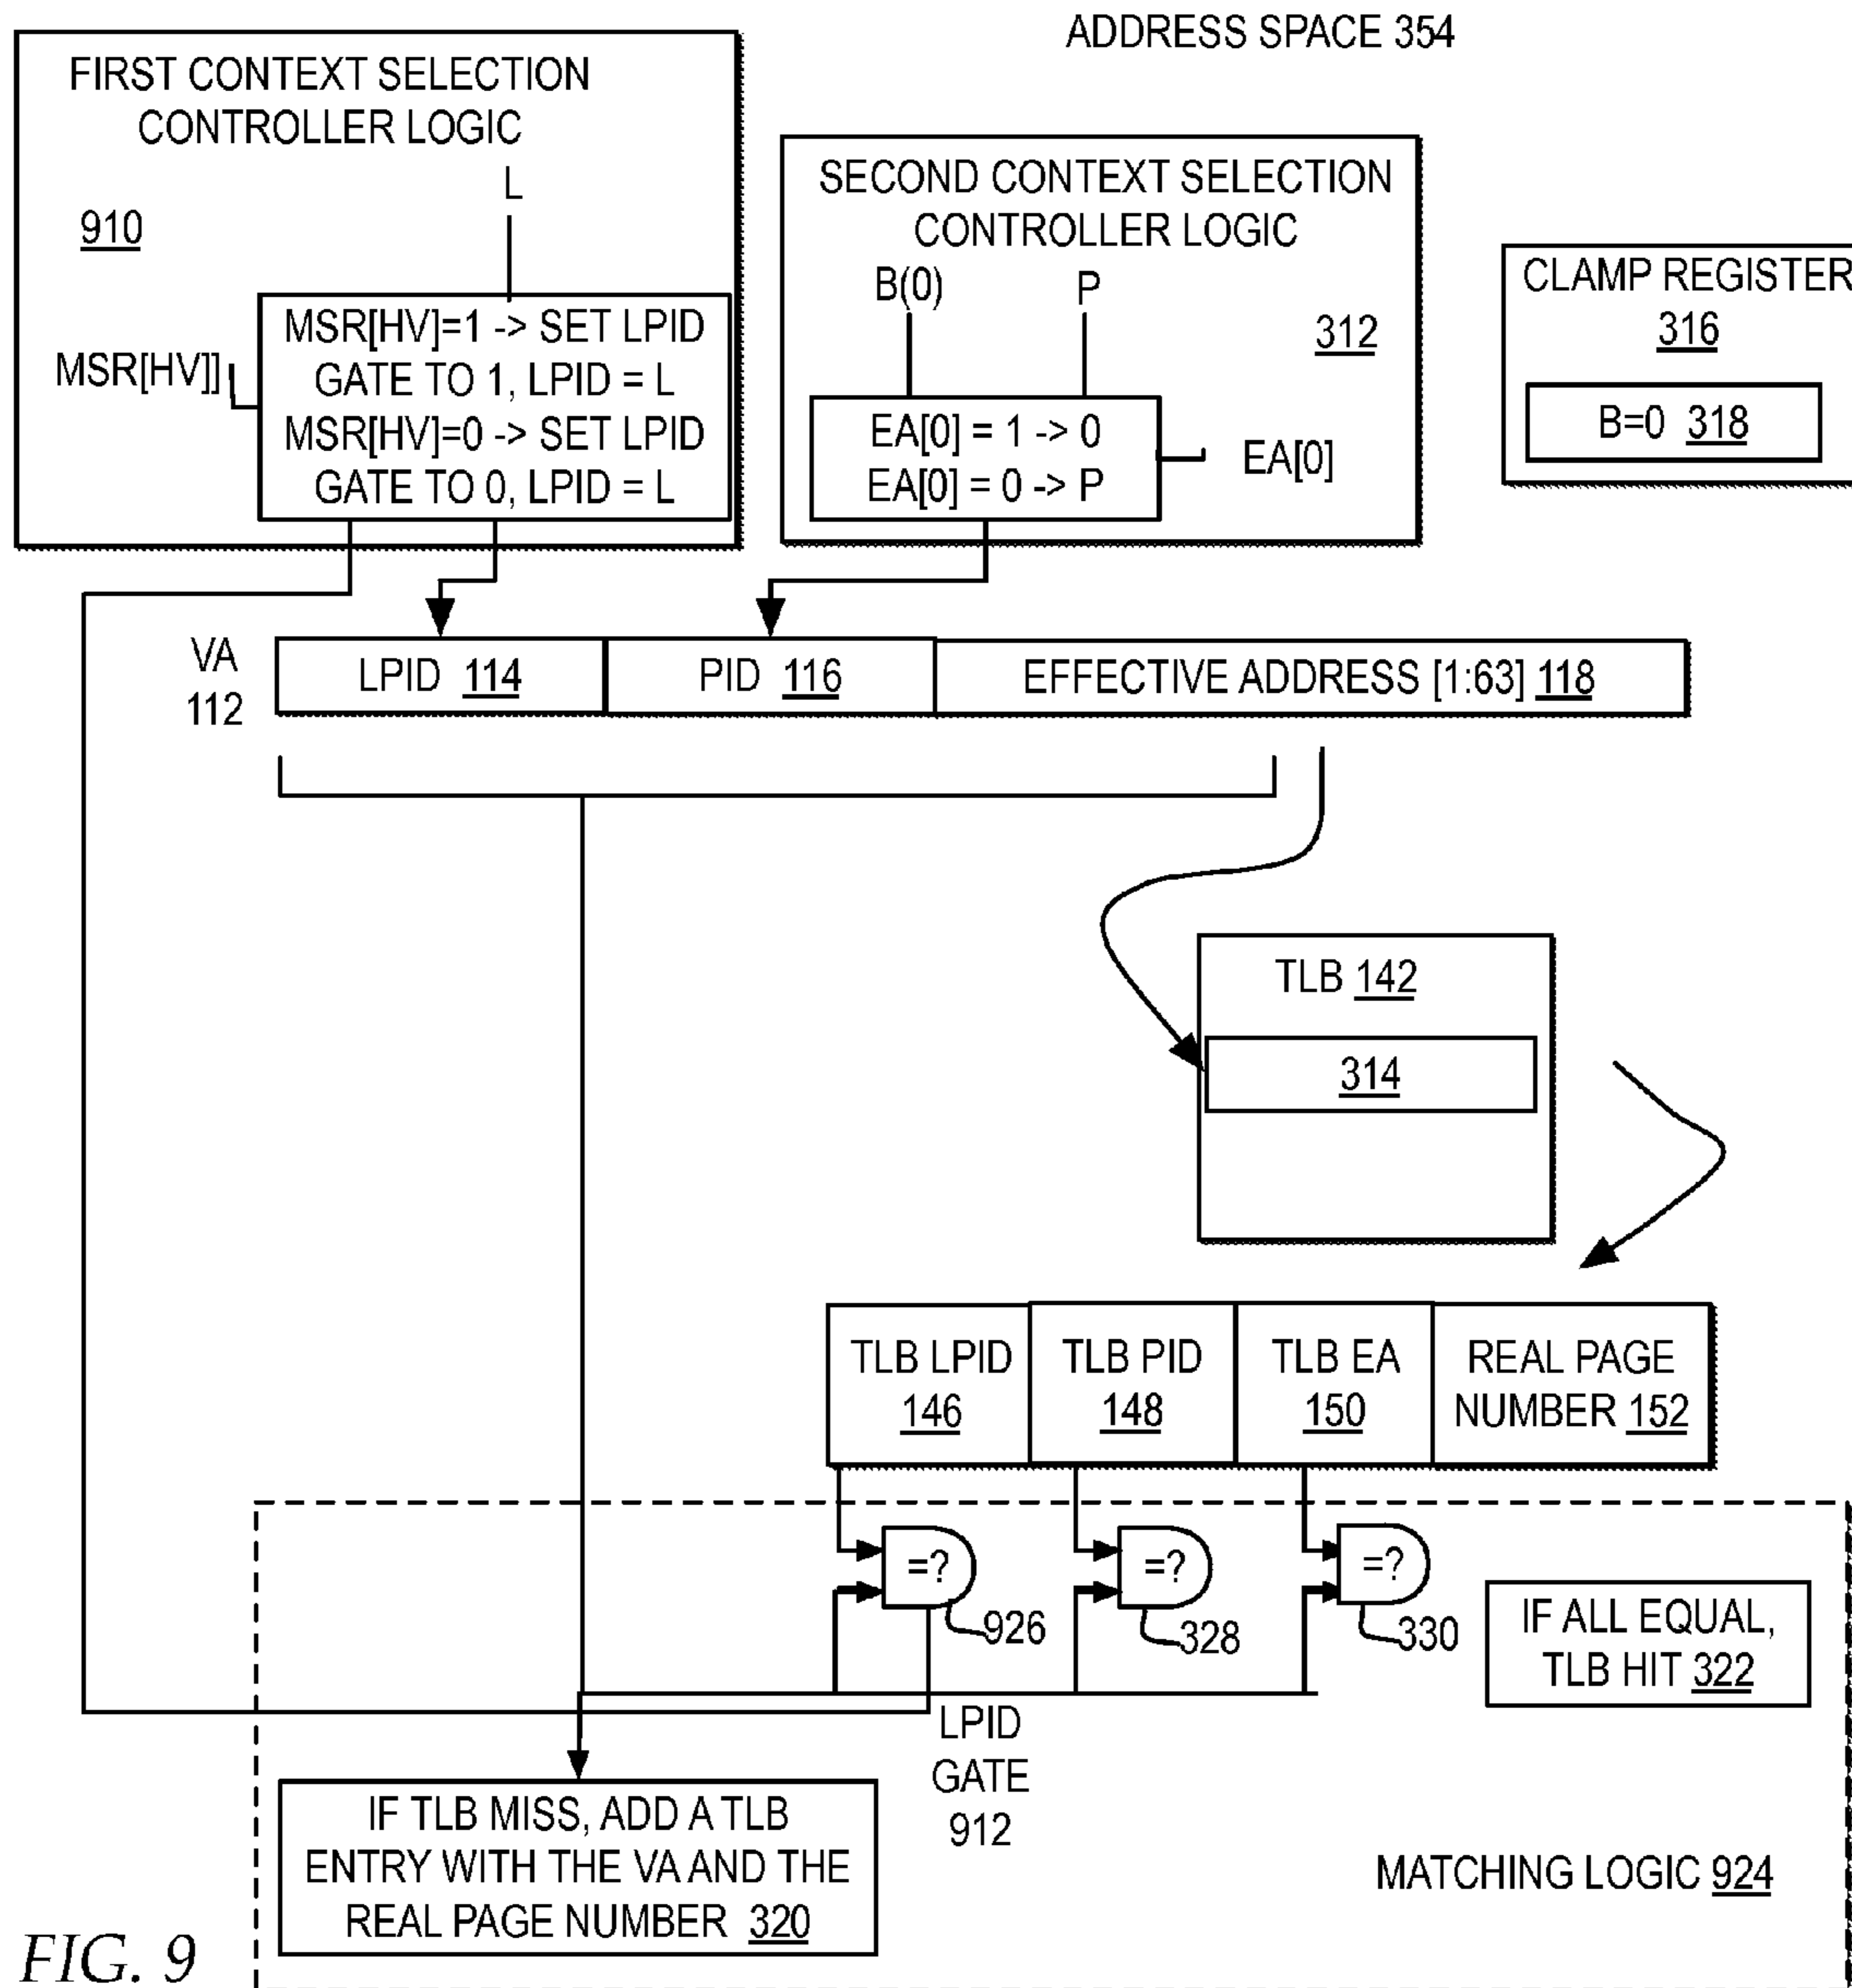 ADDRESS SPACE 354
FIRST CONTEXT SELECTION
CONTROLLER LOGIC
L
910
MSR[HV]]
MSR[HV]=1 -> SET LPID
GATE TO 1, LPID = L
MSR[HV]=0 -> SET LPID
GATE TO 0, LPID = L
SECOND CONTEXT SELECTION
CONTROLLER LOGIC
B(0)
P
312
EA[0] = 1 -> 0
EA[0] = 0 -> P
EA[0]
CLAMP REGISTER
316
B=0 318
VA
112
LPID 114
PID 116
EFFECTIVE ADDRESS [1:63] 118
TLB 142
314
TLB LPID
146
TLB PID
148
TLB EA
150
REAL PAGE
NUMBER 152
=?
=?
=?
926
328
330
IF ALL EQUAL,
TLB HIT 322
LPID
GATE
912
IF TLB MISS, ADD A TLB
ENTRY WITH THE VA AND THE
REAL PAGE NUMBER 320
MATCHING LOGIC 924
FIG. 9